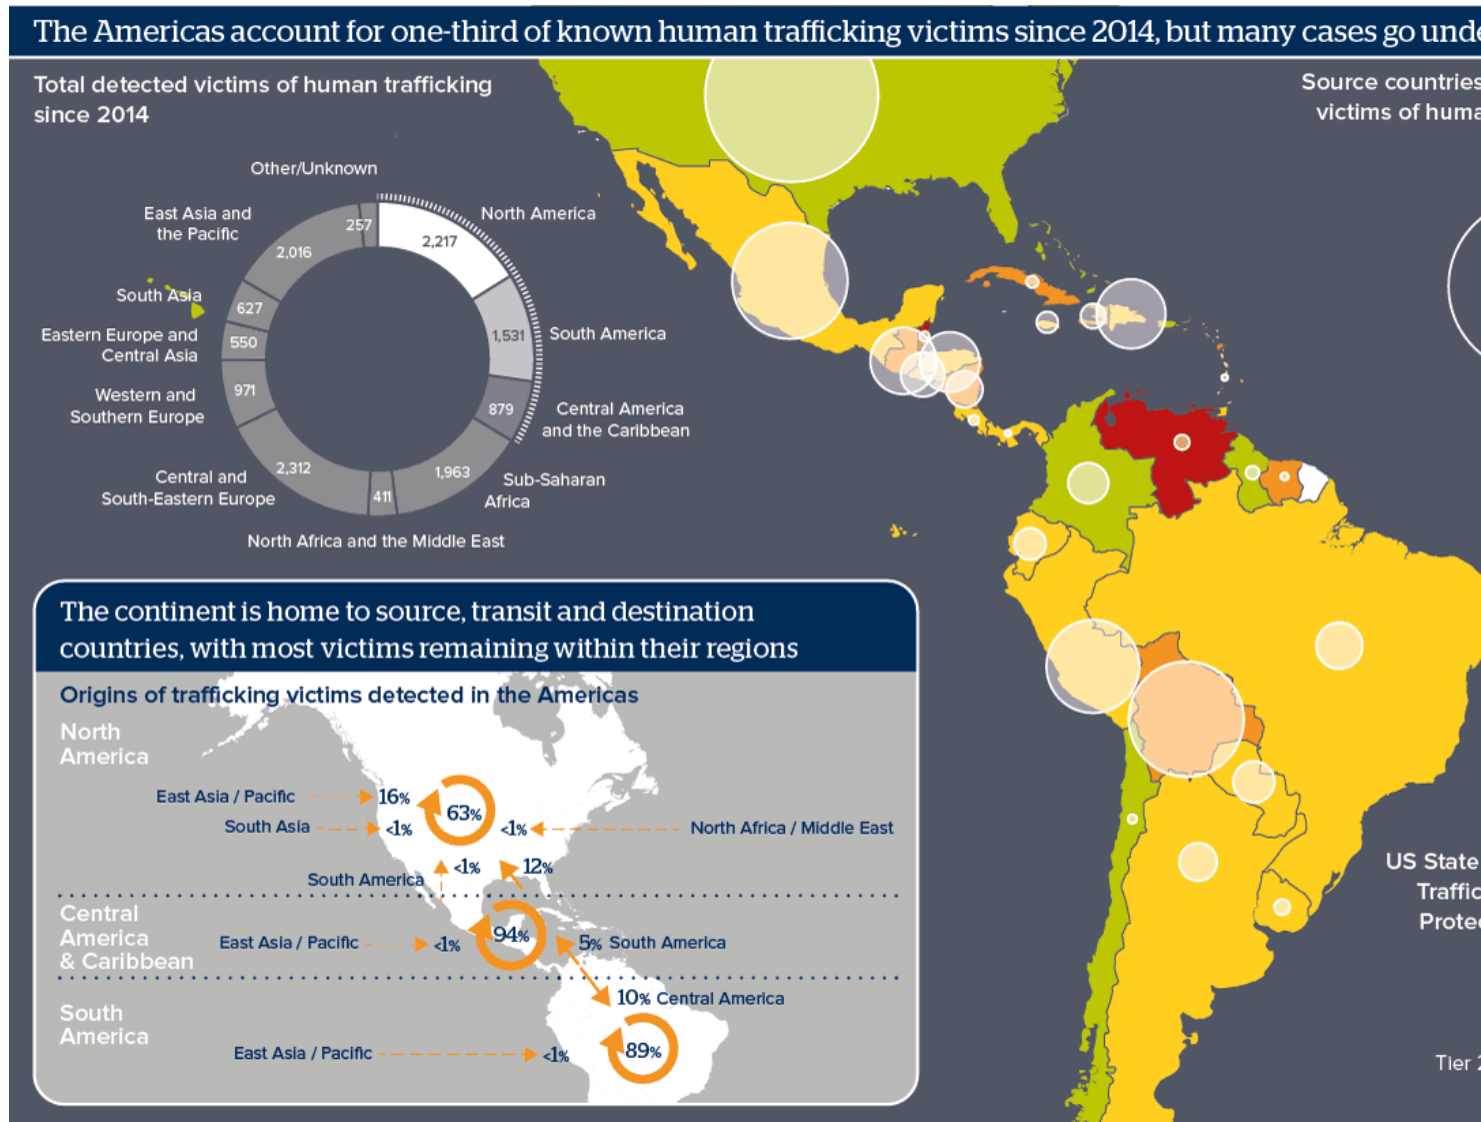 The Americas account for one-third of known human trafficking victims since 2014, but many cases go
Total detected victims of human trafficking
since 2014
Source countries
victims of
Other/Unknown
257
North America
2,217
East Asia and
the Pacific
2,016
South Asia
627
South America
1,531
Eastern Europe and
Central Asia
550
Western and
Southern Europe
971
Central America
and the Caribbean
879
Central and
South-Eastern Europe
2,312
Sub-Saharan
Africa
1,963
411
North Africa and the Middle East
The continent is home to source, transit and destination
countries, with most victims remaining within their regions
Origins of trafficking victims detected in the Americas
North
America
East Asia / Pacific 16%
63%
South Asia <1%
<1% North Africa / Middle East
South America <1%
12%
Central
America
& Caribbean
East Asia / Pacific <1%
94%
5% South America
10% Central America
South
America
East Asia / Pacific <1%
89%
US State
Tier